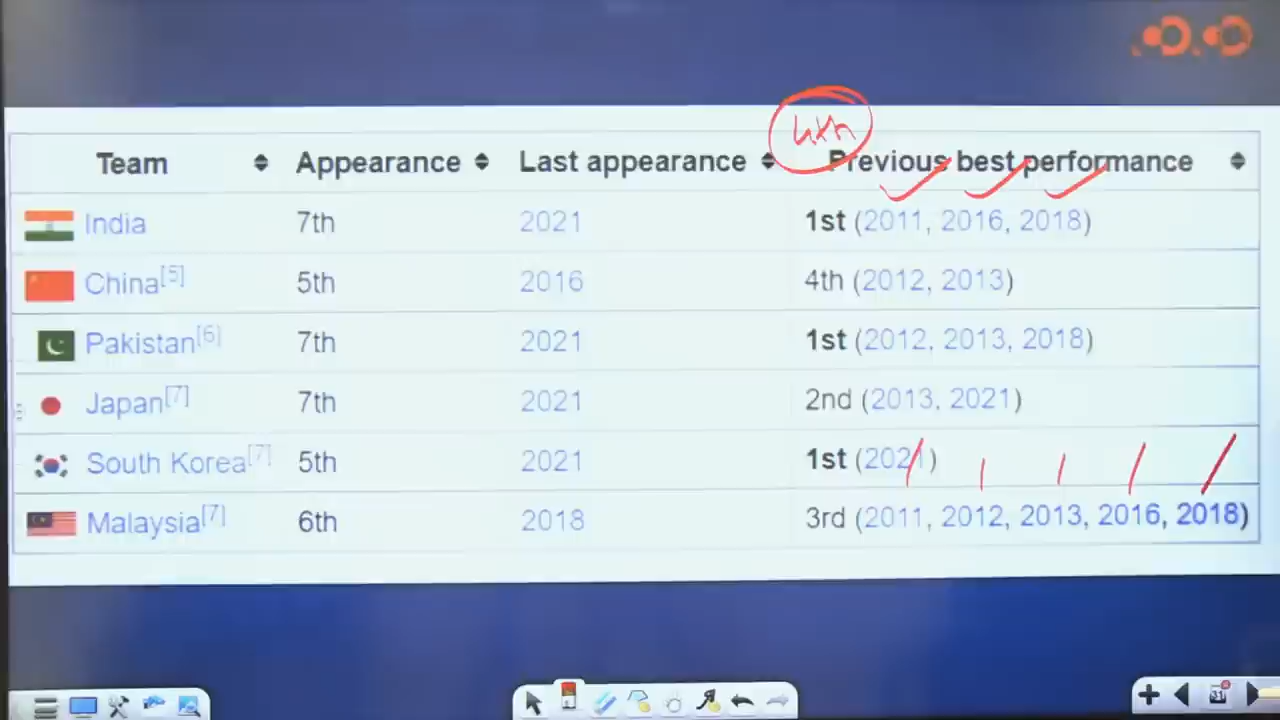 4th
Team Appearance Last appearance Previous best performance
India 7th 2021 1st (2011, 2016, 2018)
China[5] 5th 2016 4th (2012, 2013)
Pakistan[6] 7th 2021 1st (2012, 2013, 2018)
Japan[7] 7th 2021 2nd (2013, 2021)
South Korea[7] 5th 2021 1st (2021)
Malaysia[7] 6th 2018 3rd (2011, 2012, 2013, 2016, 2018)
31